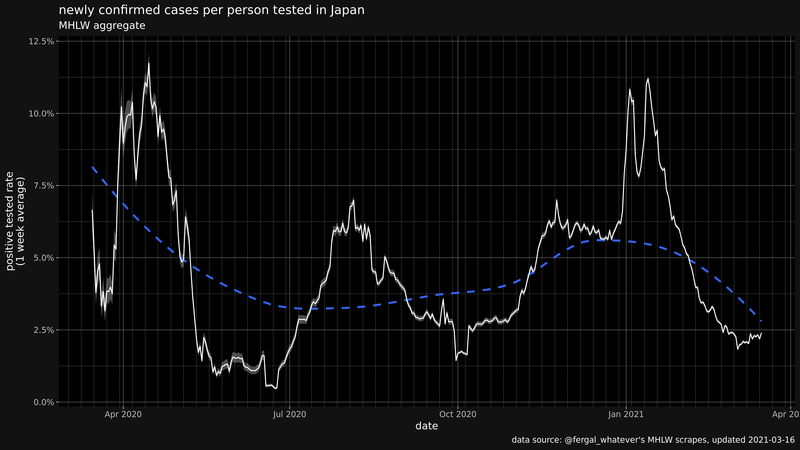 newly confirmed cases per person tested in Japan
MHLW aggregate
12.5%
10.0%
7.5%
5.0%
2.5%
0.0%
positive tested rate
(1 week average)
Apr 2020
Jul 2020
Oct 2020
Jan 2021
Apr 20
date
data source: @fergal_whatever's MHLW scrapes, updated 2021-03-16